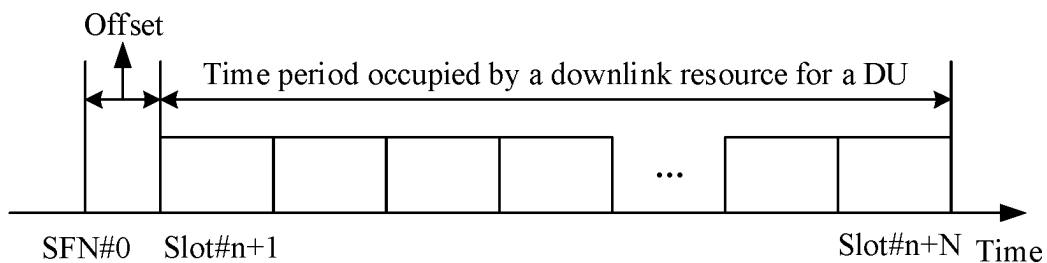 Offset
Time period occupied by a downlink resource for a DU
...
SFN#0 Slot#n+1 Slot#n+N Time